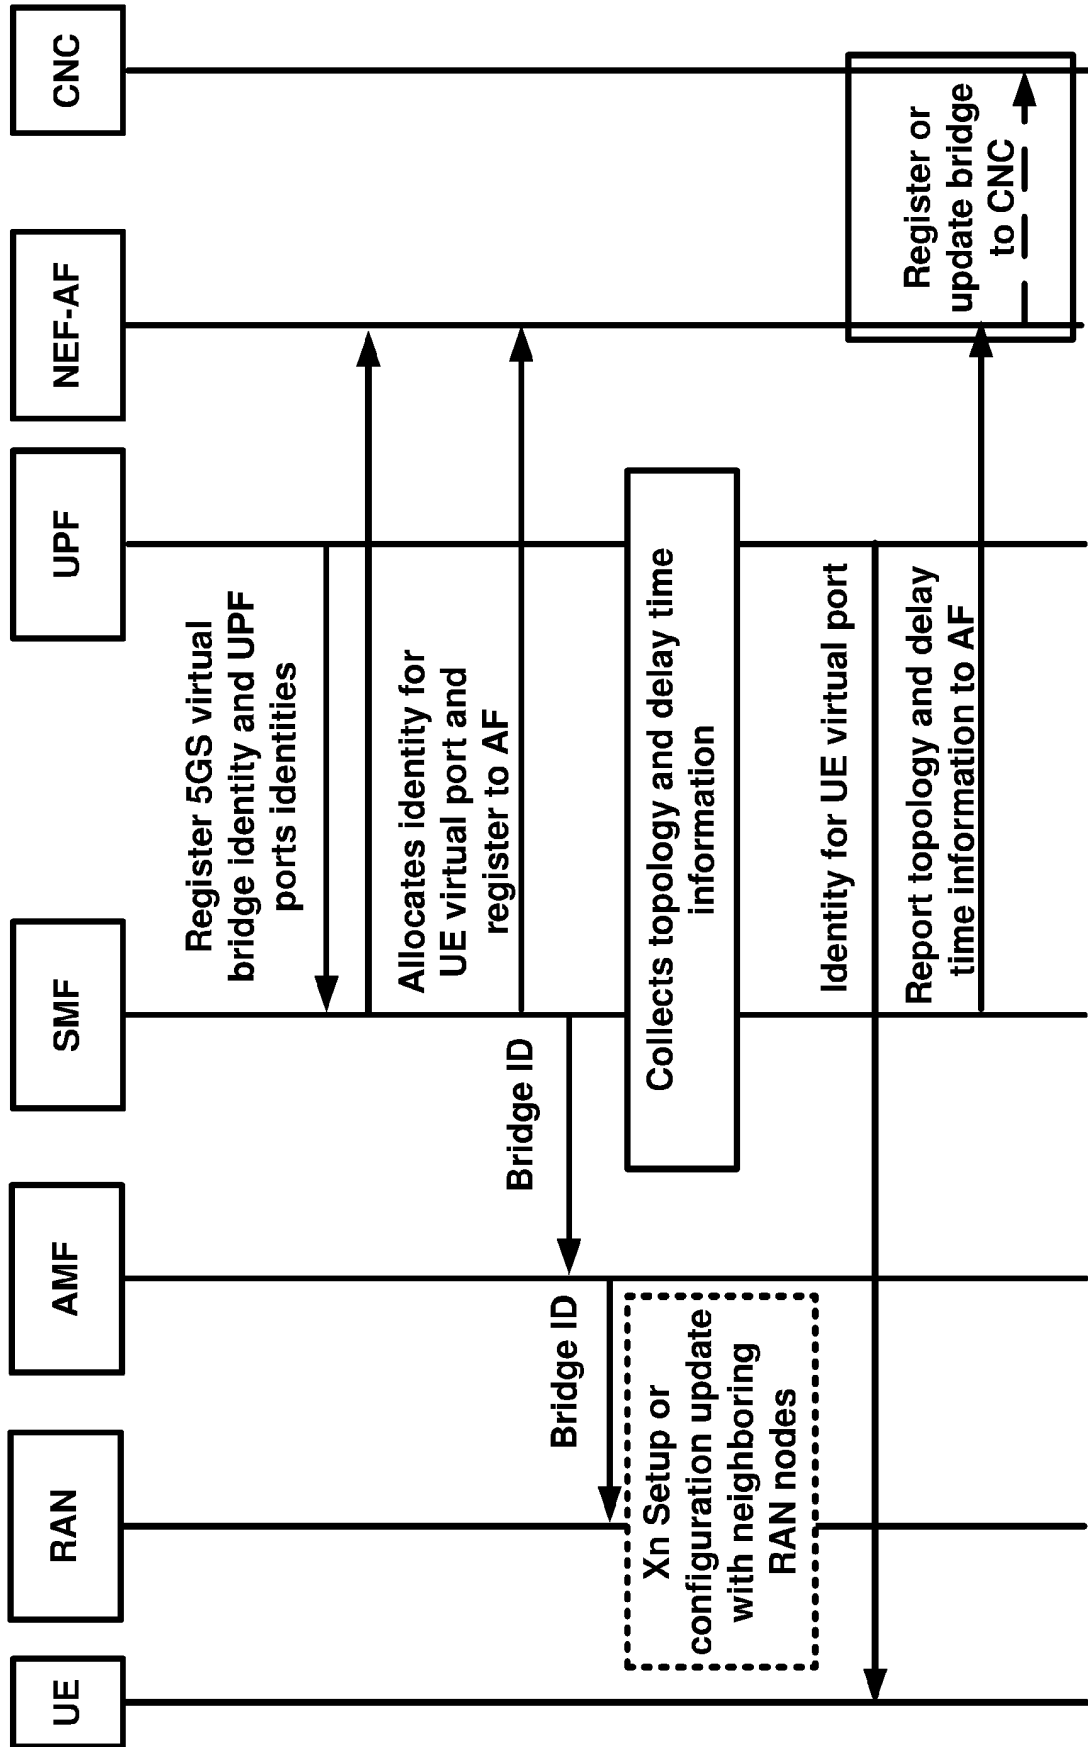 UE
RAN
AMF
SMF
UPF
NEF-AF
CNC
Register 5GS virtual
bridge identity and UPF
ports identities
Allocates identity for
UE virtual port and
register to AF
Bridge ID
Bridge ID
Xn Setup or
configuration update
with neighboring
RAN nodes
Collects topology and delay time
information
Identity for UE virtual port
Report topology and delay
time information to AF
Register or
update bridge
to CNC